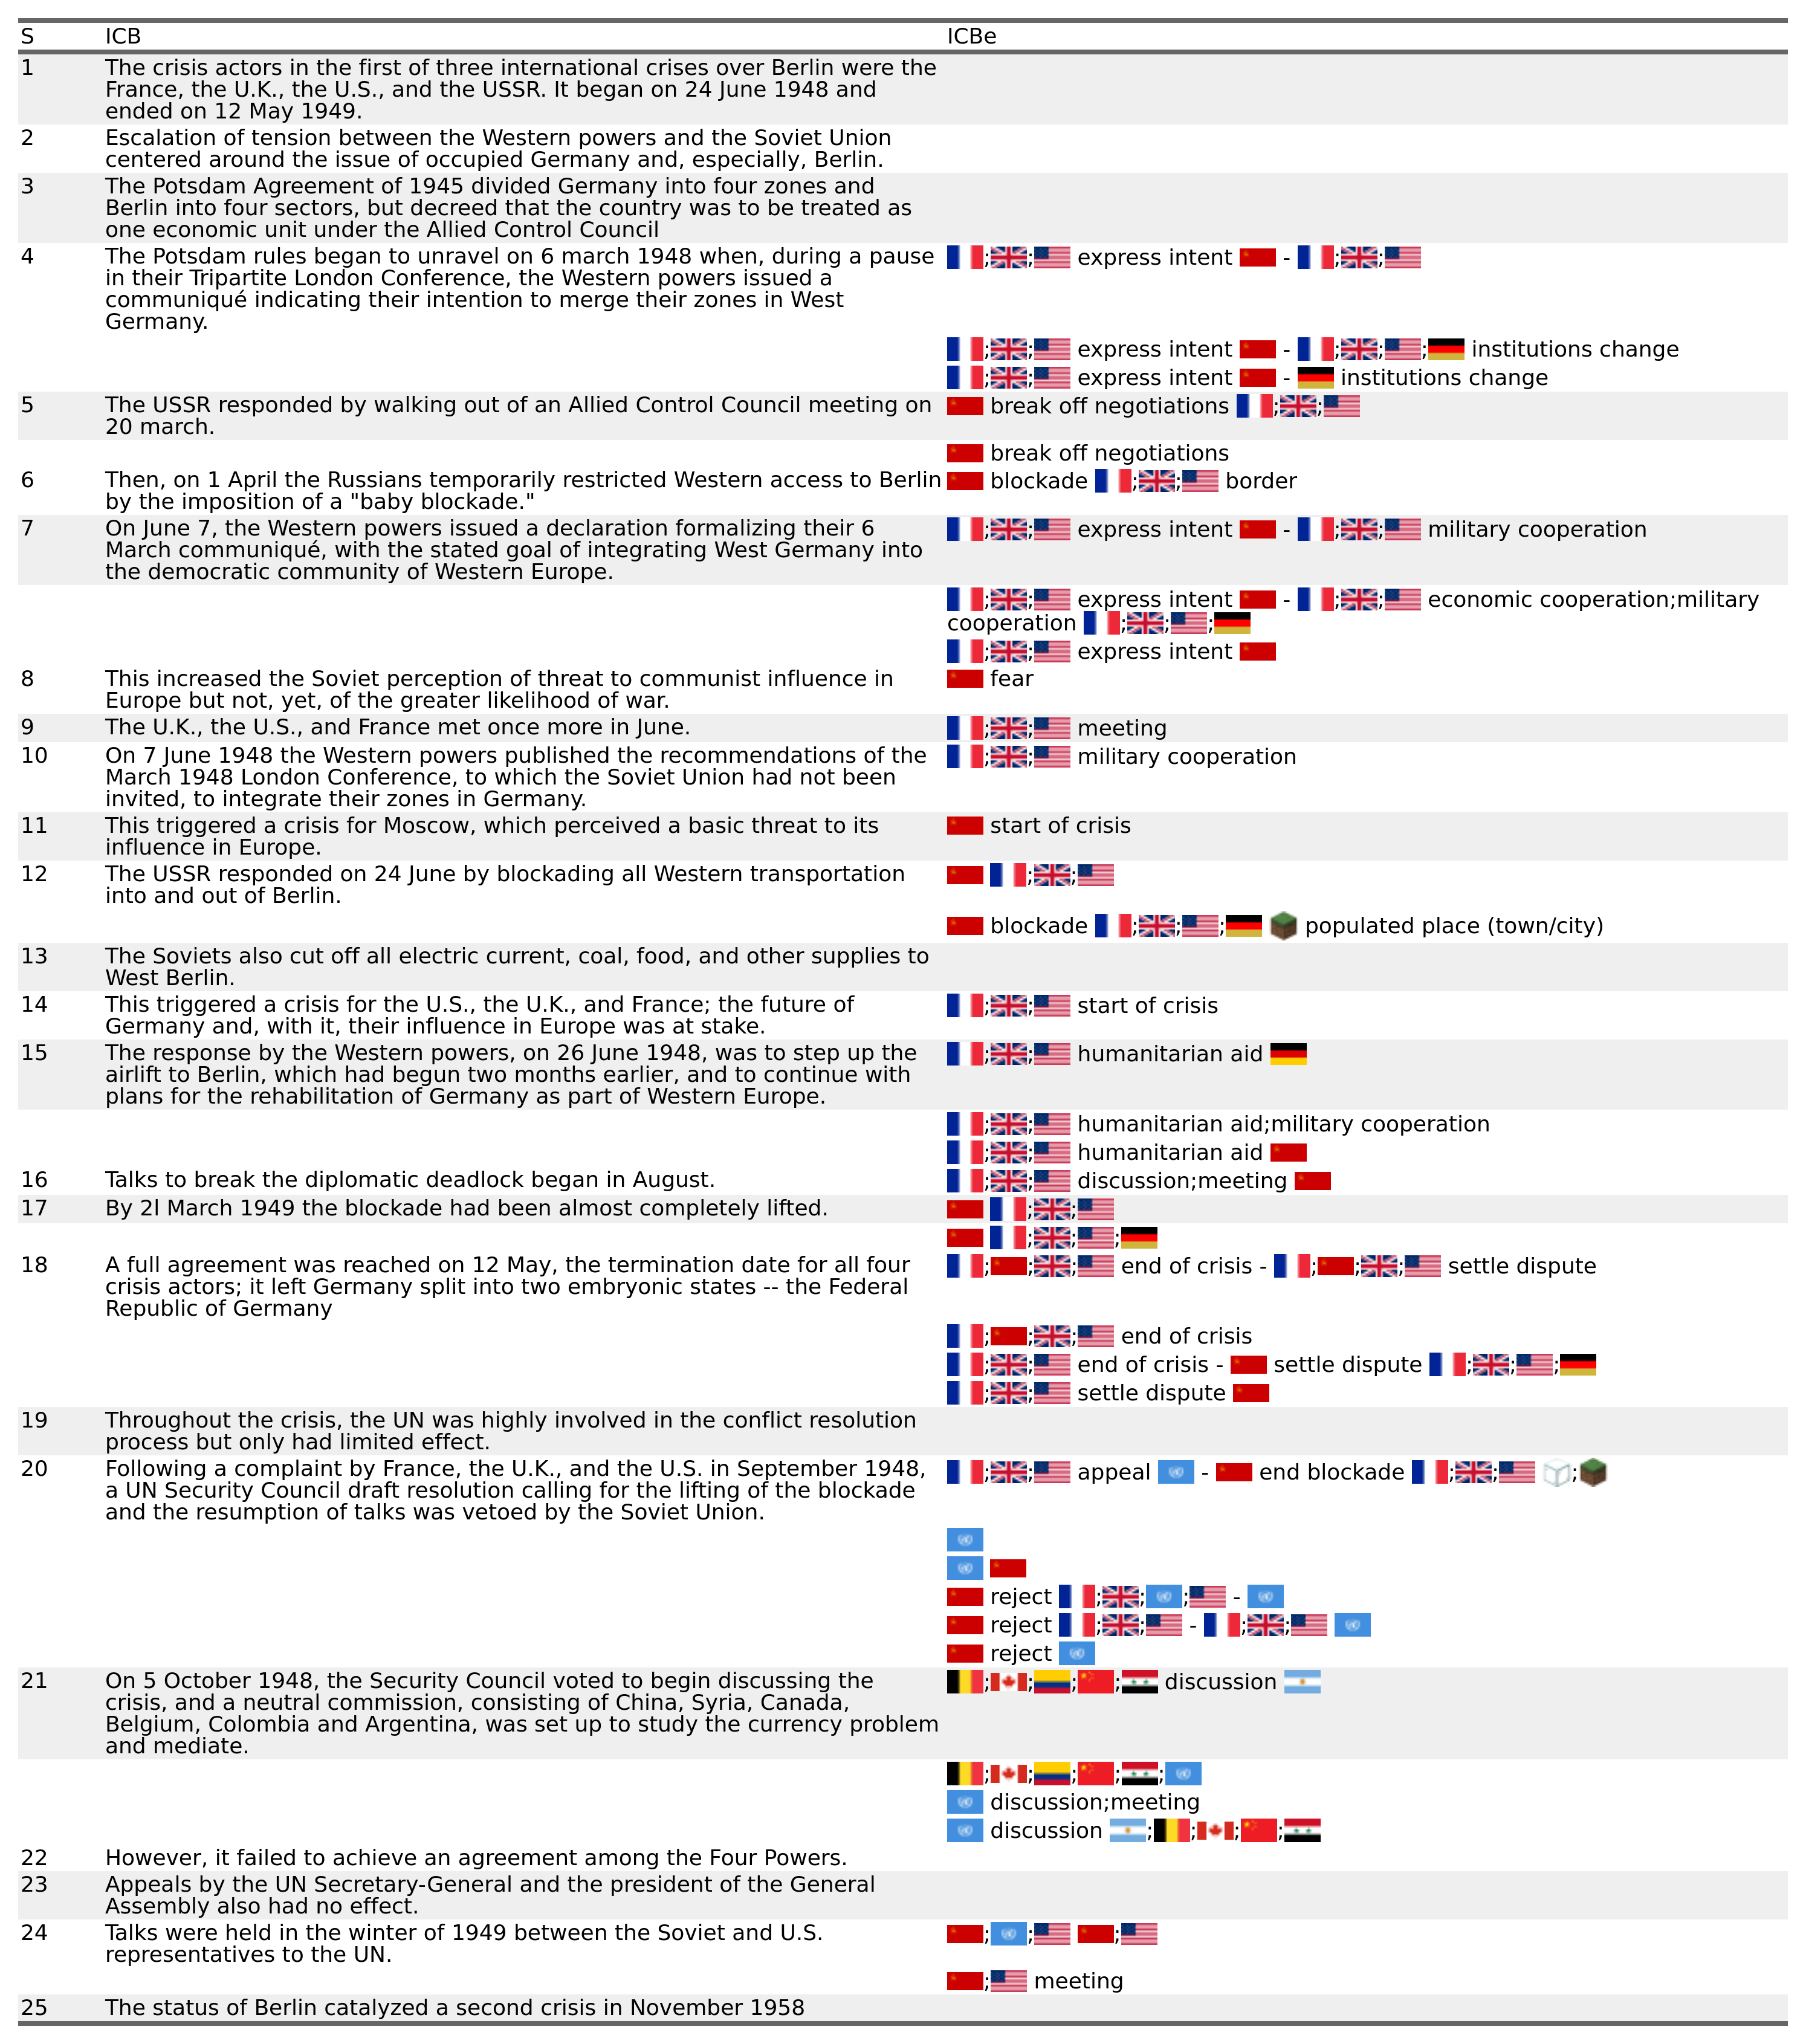 S ICB ICBe
1 The crisis actors in the first of three international crises over Berlin were the
France, the U.K., the U.S., and the USSR. It began on 24 June 1948 and
ended on 12 May 1949.
2 Escalation of tension between the Western powers and the Soviet Union
centered around the issue of occupied Germany and, especially, Berlin.
3 The Potsdam Agreement of 1945 divided Germany into four zones and
Berlin into four sectors, but decreed that the country was to be treated as
one economic unit under the Allied Control Council
4 The Potsdam rules began to unravel on 6 march 1948 when, during a pause ;; express intent - ;;
in their Tripartite London Conference, the Western powers issued a
communiqué indicating their intention to merge their zones in West
Germany.
;; express intent - ;;; institutions change
;; express intent - institutions change
5 The USSR responded by walking out of an Allied Control Council meeting on break off negotiations ;;
20 march.
break off negotiations
6 Then, on 1 April the Russians temporarily restricted Western access to Berlin blockade ;; border
by the imposition of a "baby blockade."
7 On June 7, the Western powers issued a declaration formalizing their 6 ;; express intent - ;; military cooperation
March communiqué, with the stated goal of integrating West Germany into
the democratic community of Western Europe.
;; express intent - ;; economic cooperation;military
cooperation ;;;
;; express intent
8 This increased the Soviet perception of threat to communist influence in fear
Europe but not, yet, of the greater likelihood of war.
9 The U.K., the U.S., and France met once more in June. ;; meeting
10 On 7 June 1948 the Western powers published the recommendations of the ;; military cooperation
March 1948 London Conference, to which the Soviet Union had not been
invited, to integrate their zones in Germany.
11 This triggered a crisis for Moscow, which perceived a basic threat to its start of crisis
influence in Europe.
12 The USSR responded on 24 June by blockading all Western transportation ;;
into and out of Berlin.
blockade ;;; populated place (town/city)
13 The Soviets also cut off all electric current, coal, food, and other supplies to
West Berlin.
14 This triggered a crisis for the U.S., the U.K., and France; the future of ;; start of crisis
Germany and, with it, their influence in Europe was at stake.
15 The response by the Western powers, on 26 June 1948, was to step up the ;; humanitarian aid
airlift to Berlin, which had begun two months earlier, and to continue with
plans for the rehabilitation of Germany as part of Western Europe.
;; humanitarian aid;military cooperation
;; humanitarian aid
16 Talks to break the diplomatic deadlock began in August. ;; discussion;meeting
17 By 2l March 1949 the blockade had been almost completely lifted. ;;
;;;
18 A full agreement was reached on 12 May, the termination date for all four ;;; end of crisis - ;;; settle dispute
crisis actors; it left Germany split into two embryonic states -- the Federal
Republic of Germany
;;; end of crisis
;; end of crisis - settle dispute ;;;
;; settle dispute
19 Throughout the crisis, the UN was highly involved in the conflict resolution
process but only had limited effect.
20 Following a complaint by France, the U.K., and the U.S. in September 1948, ;; appeal - end blockade ;; ;
a UN Security Council draft resolution calling for the lifting of the blockade
and the resumption of talks was vetoed by the Soviet Union.
reject ;;; -
reject ;; - ;;
reject
21 On 5 October 1948, the Security Council voted to begin discussing the ;;;; discussion
crisis, and a neutral commission, consisting of China, Syria, Canada,
Belgium, Colombia and Argentina, was set up to study the currency problem
and mediate.
;;;;;
discussion;meeting
discussion ;;;;
22 However, it failed to achieve an agreement among the Four Powers.
23 Appeals by the UN Secretary-General and the president of the General
Assembly also had no effect.
24 Talks were held in the winter of 1949 between the Soviet and U.S. ;; ;
representatives to the UN.
; meeting
25 The status of Berlin catalyzed a second crisis in November 1958